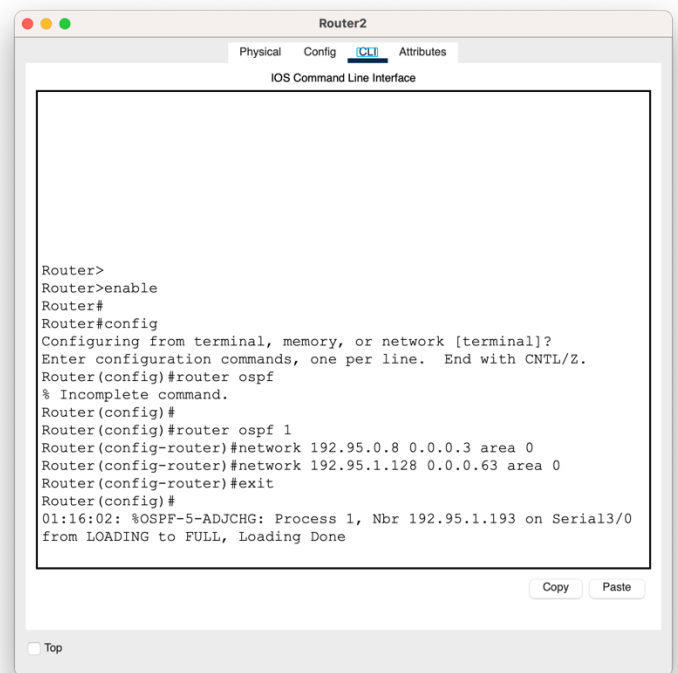 Router2
Physical Config CLI Attributes
IOS Command Line Interface
Router>
Router>enable
Router#
Router#config
Configuring from terminal, memory, or network [terminal]?
Enter configuration commands, one per line.  End with CNTL/Z.
Router(config)#router ospf
% Incomplete command.
Router(config)#
Router(config)#router ospf 1
Router(config-router)#network 192.95.0.8 0.0.0.3 area 0
Router(config-router)#network 192.95.1.128 0.0.0.63 area 0
Router(config-router)#exit
Router(config)#
01:16:02: %OSPF-5-ADJCHG: Process 1, Nbr 192.95.1.193 on Serial3/0
from LOADING to FULL, Loading Done
Copy Paste
Top